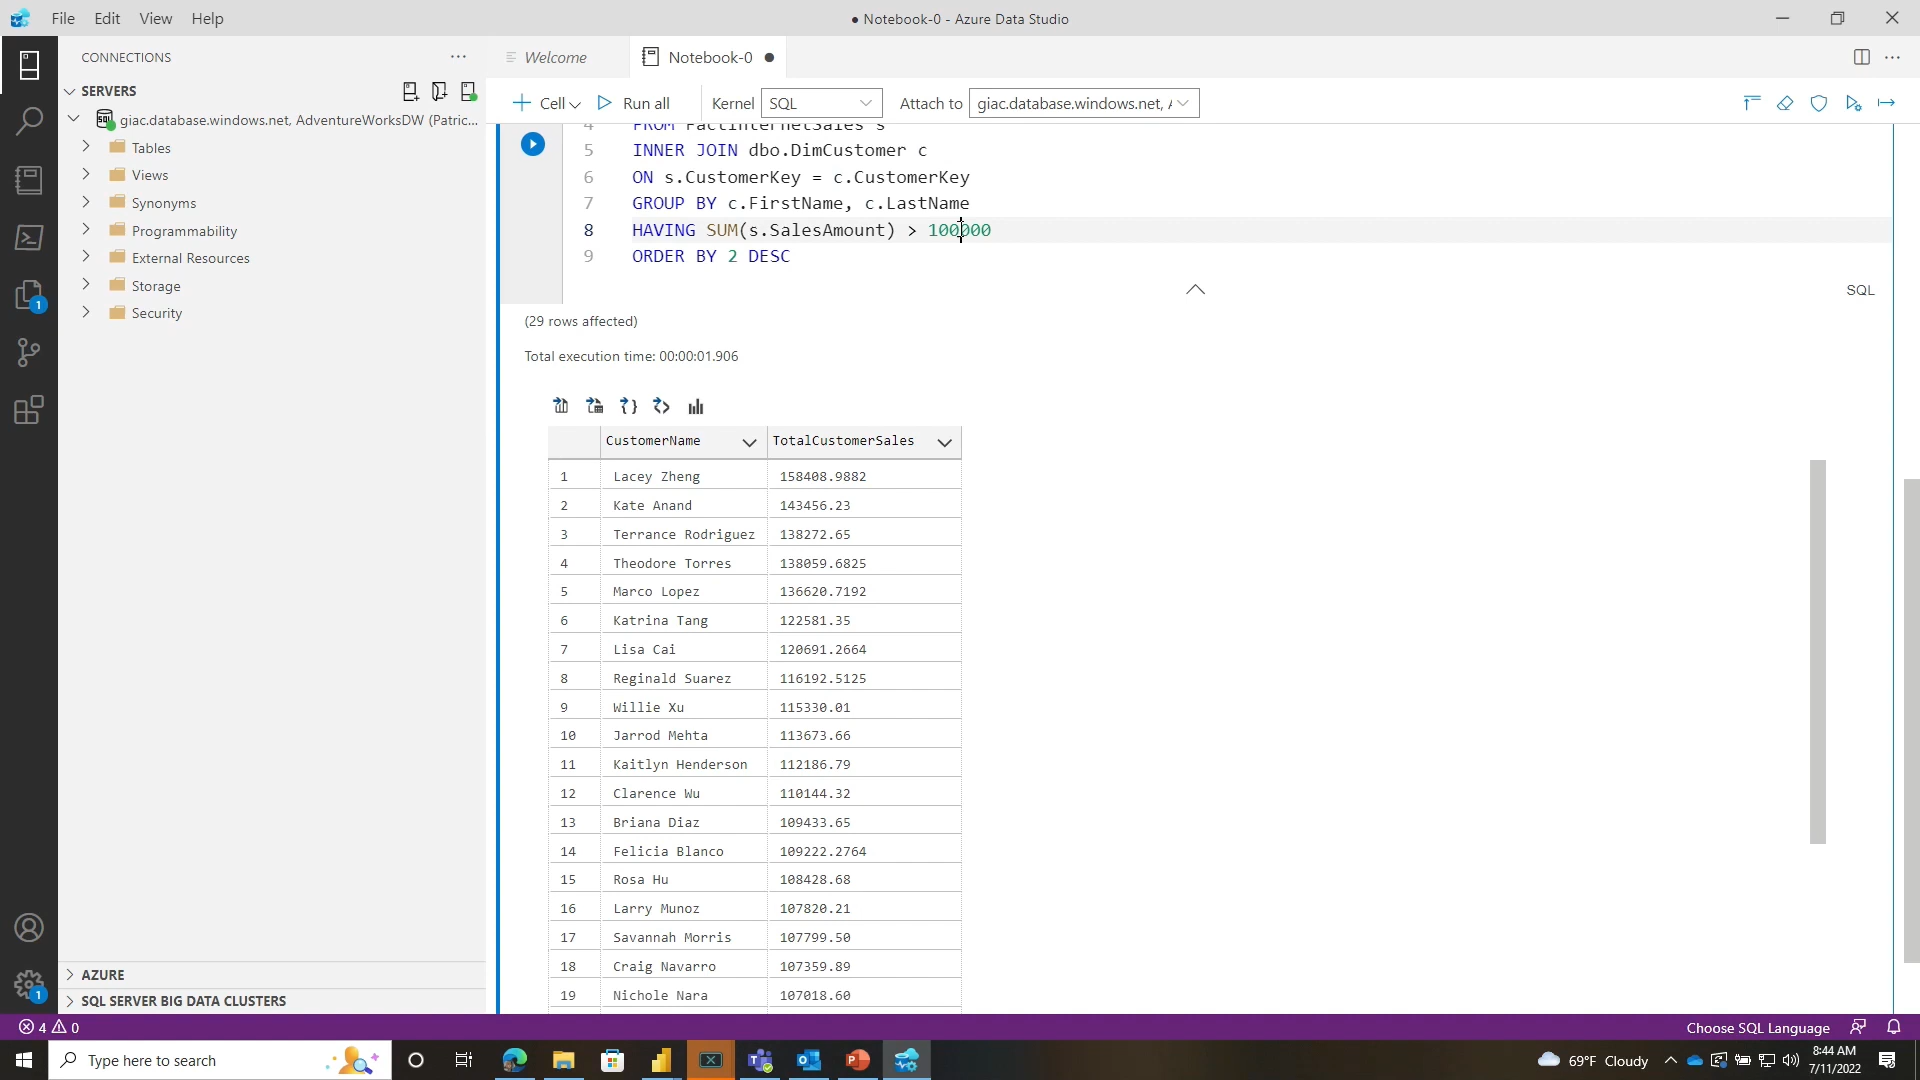 File Edit View Help
● Notebook-0 - Azure Data Studio
CONNECTIONS
Welcome
Notebook-0
SERVERS
Cell
Run all
Kernel
SQL
Attach to
giac.database.windows.net, A
giac.database.windows.net, AdventureWorksDW (Patric...
Tables
Views
Synonyms
Programmability
External Resources
Storage
Security
4 FROM FactInternetSales s
5 INNER JOIN dbo.DimCustomer c
6 ON s.CustomerKey = c.CustomerKey
7 GROUP BY c.FirstName, c.LastName
8 HAVING SUM(s.SalesAmount) > 100000
9 ORDER BY 2 DESC
SQL
(29 rows affected)
Total execution time: 00:00:01.906
CustomerName TotalCustomerSales
1 Lacey Zheng 158408.9882
2 Kate Anand 143456.23
3 Terrance Rodriguez 138272.65
4 Theodore Torres 138059.6825
5 Marco Lopez 136620.7192
6 Katrina Tang 122581.35
7 Lisa Cai 120691.2664
8 Reginald Suarez 116192.5125
9 Willie Xu 115330.01
10 Jarrod Mehta 113673.66
11 Kaitlyn Henderson 112186.79
12 Clarence Wu 110144.32
13 Briana Diaz 109433.65
14 Felicia Blanco 109222.2764
15 Rosa Hu 108428.68
16 Larry Munoz 107820.21
17 Savannah Morris 107799.50
18 Craig Navarro 107359.89
19 Nichole Nara 107018.60
1
1
AZURE
SQL SERVER BIG DATA CLUSTERS
4 0
Choose SQL Language
Type here to search
69°F Cloudy
8:44 AM
7/11/2022